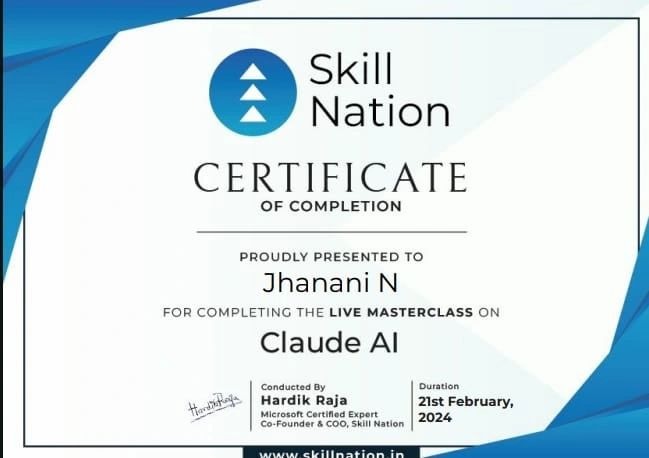 Skill
Nation
CERTIFICATE
OF COMPLETION
PROUDLY PRESENTED TO
Jhanani N
FOR COMPLETING THE LIVE MASTERCLASS ON
Claude AI
HardikRaja
Conducted By
Hardik Raja
Microsoft Certified Expert
Co-Founder & COO, Skill Nation
Duration
21st February,
2024
www.skillnation.in